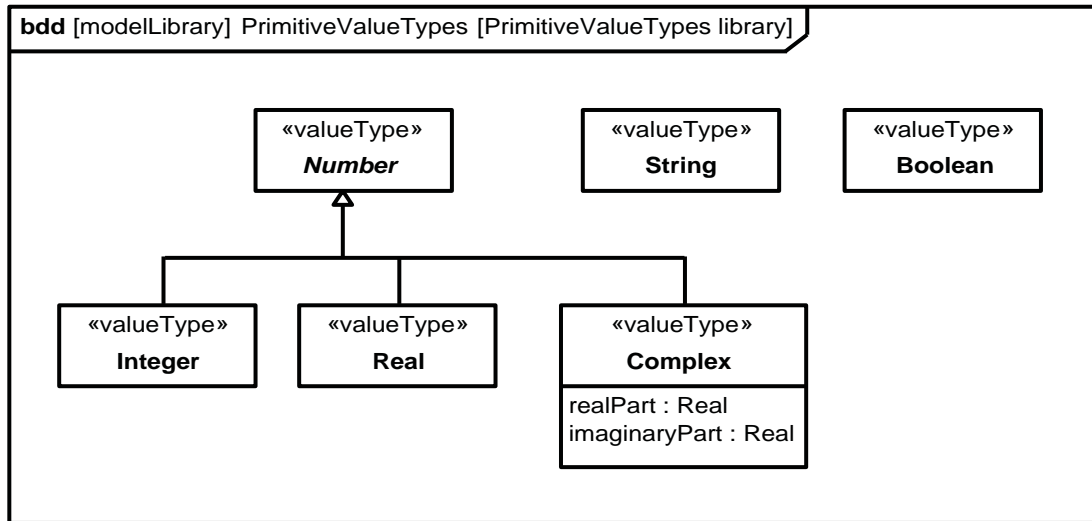 bdd [modelLibrary] PrimitiveValueTypes [PrimitiveValueTypes library]
«valueType»
Number
«valueType»
String
«valueType»
Boolean
«valueType»
Integer
«valueType»
Real
«valueType»
Complex
realPart : Real
imaginaryPart : Real